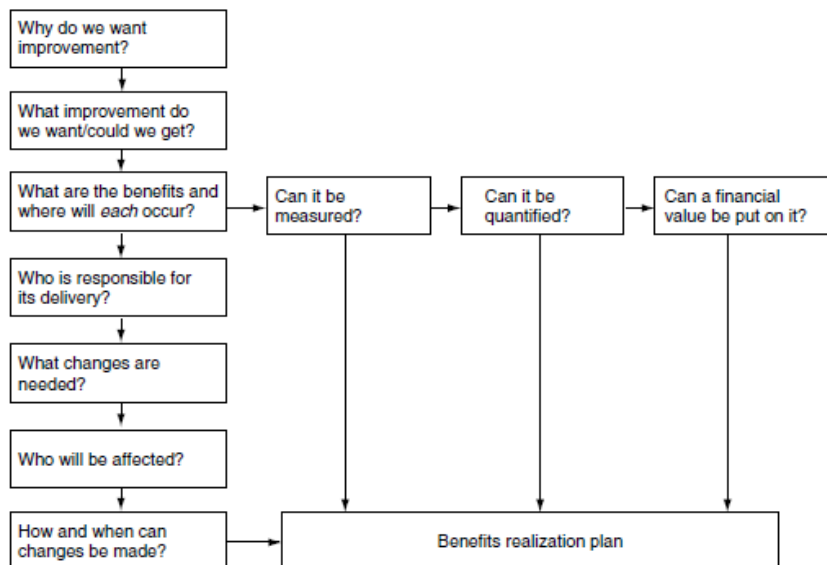 Why do we want
improvement?
What improvement do
we want/could we get?
What are the benefits and
where will each occur?
Can it be
measured?
Can it be
quantified?
Can a financial
value be put on it?
Who is responsible for
its delivery?
What changes are
needed?
Who will be affected?
How and when can
changes be made?
Benefits realization plan